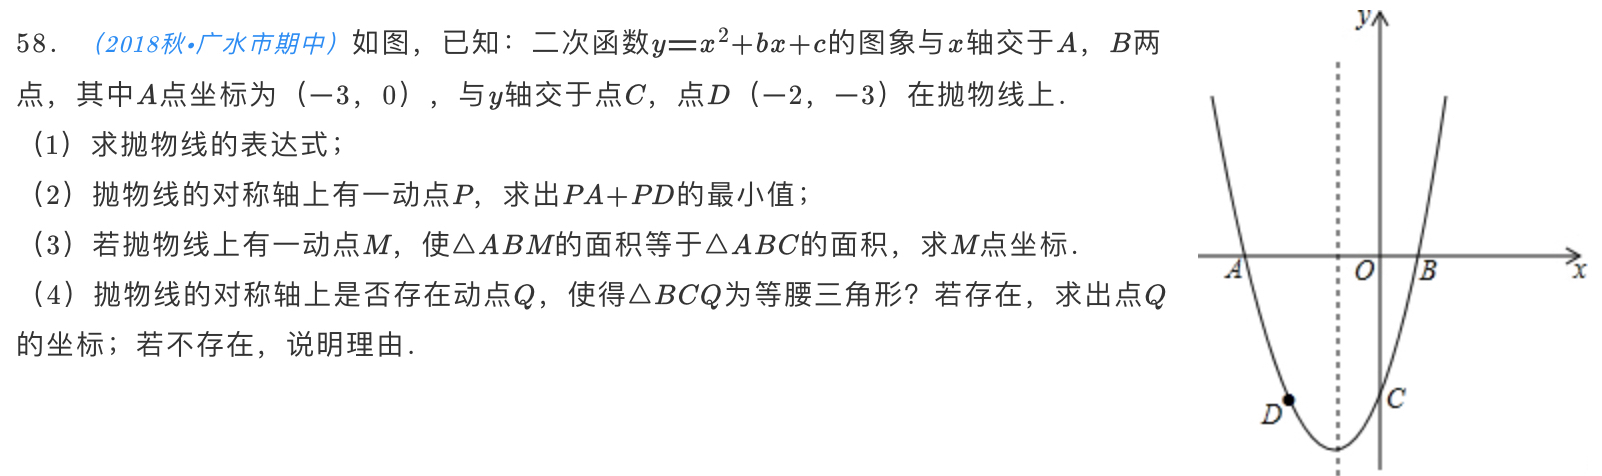 58. (2018秋•广水市期中)如图，已知：二次函数y=x²+bx+c的图象与x轴交于A，B两
点，其中A点坐标为（−3，0），与y轴交于点C，点D（−2，−3）在抛物线上.
（1）求抛物线的表达式；
（2）抛物线的对称轴上有一动点P，求出PA+PD的最小值；
（3）若抛物线上有一动点M，使△ABM的面积等于△ABC的面积，求M点坐标.
（4）抛物线的对称轴上是否存在动点Q，使得△BCQ为等腰三角形？若存在，求出点Q
的坐标；若不存在，说明理由.
y
A
O
B
x
D
C